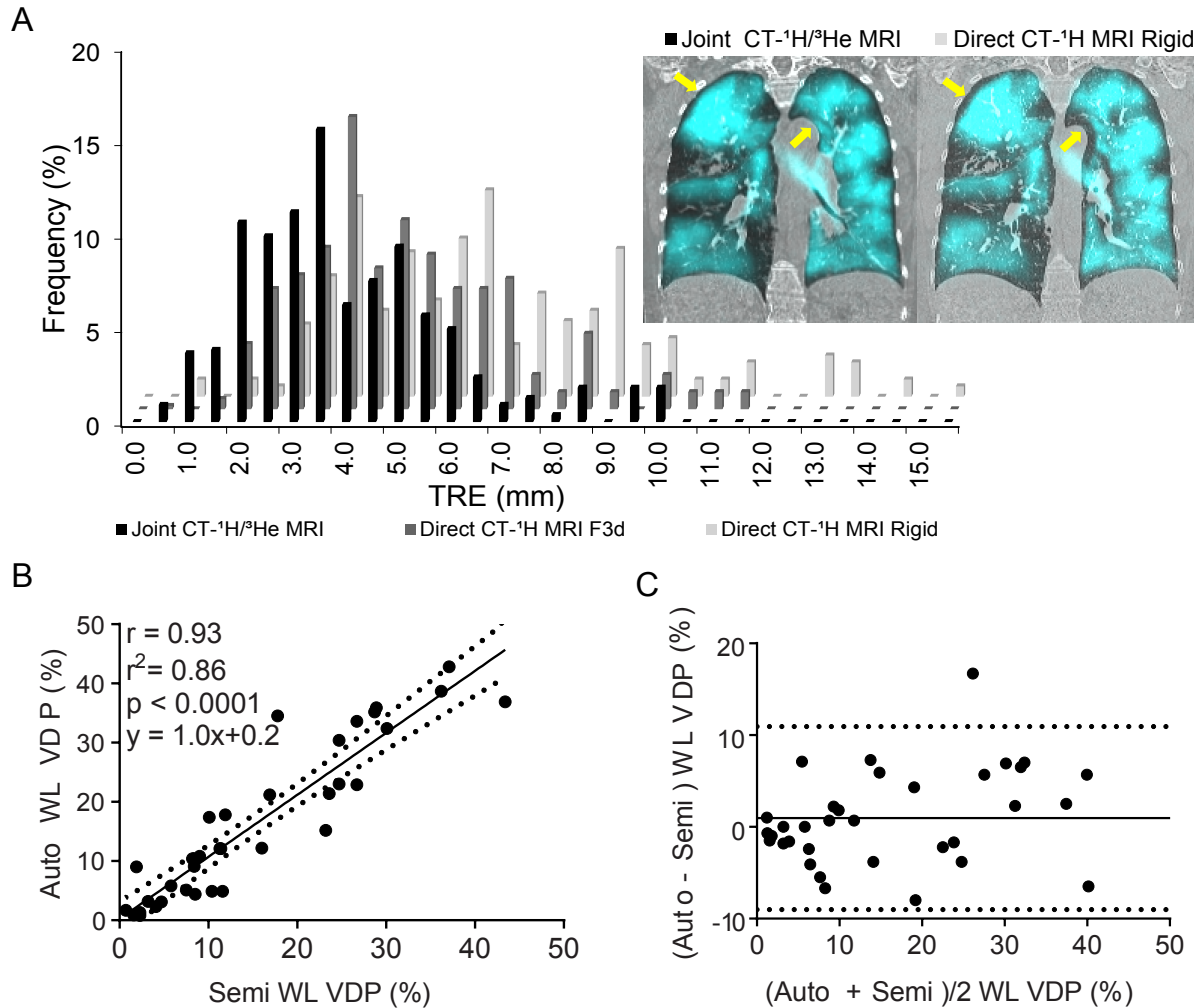 A
■ Joint CT-¹H/³He MRI ■ Direct CT-¹H MRI Rigid
20
15
10
5
0
Frequency (%)
0.0 1.0 2.0 3.0 4.0 5.0 6.0 7.0 8.0 9.0 10.0 11.0 12.0 13.0 14.0 15.0
TRE (mm)
■ Joint CT-¹H/³He MRI ■ Direct CT-¹H MRI F3d ■ Direct CT-¹H MRI Rigid
B
r = 0.93
r² = 0.86
p < 0.0001
y = 1.0x+0.2
50
40
30
20
10
0
Auto WL VDP (%)
0 10 20 30 40 50
Semi WL VDP (%)
C
20
10
0
-10
(Auto - Semi) WL VDP (%)
0 10 20 30 40 50
(Auto + Semi)/2 WL VDP (%)